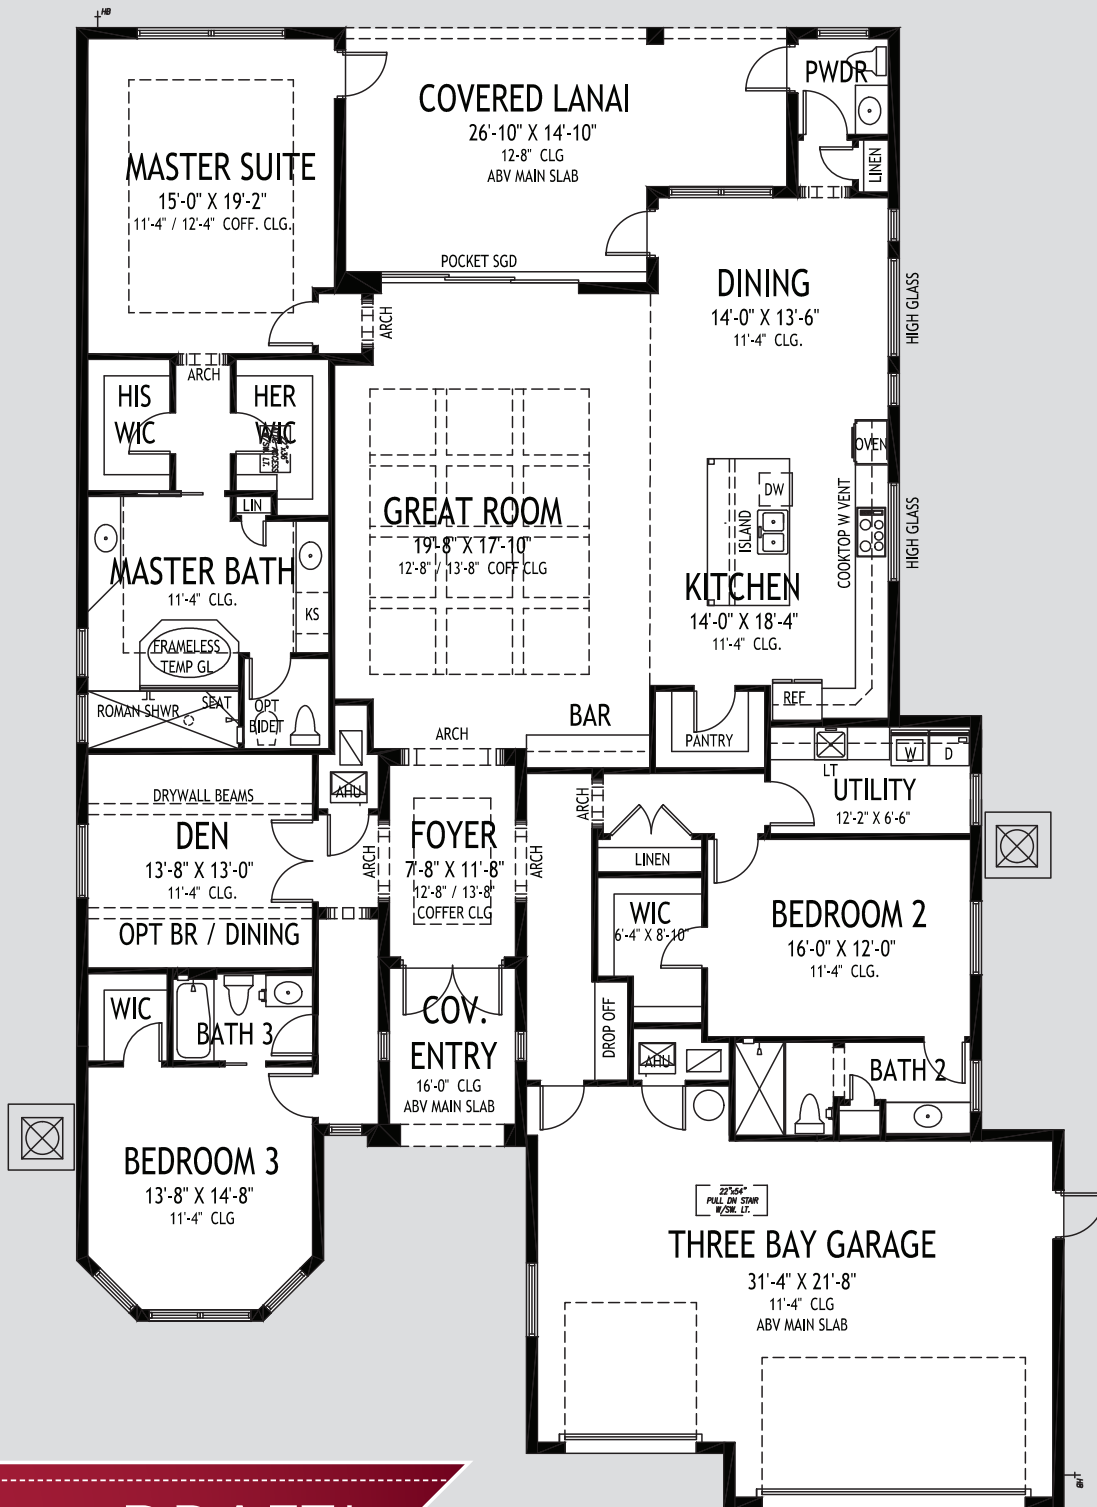 HB
PWDR
COVERED LANAI
26'-10" X 14'-10"
12-8" CLG
ABV MAIN SLAB
LINEN
MASTER SUITE
15'-0" X 19'-2"
11'-4" / 12'-4" COFF. CLG.
POCKET SGD
DINING
14'-0" X 13'-6"
11'-4" CLG.
HIGH GLASS
ARCH
ARCH
HIS
WIC
HER
WIC
OVEN
COOKTOP W VENT
HIGH GLASS
DW
ISLAND
LIN
GREAT ROOM
19'-8" X 17'-10"
12'-8" / 13'-8" COFF CLG
MASTER BATH
11'-4" CLG.
KS
KITCHEN
14'-0" X 18'-4"
11'-4" CLG.
FRAMELESS
TEMP GL
ROMAN SHWR
SEAT
OPT
BIDET
REF
BAR
ARCH
PANTRY
LT
W
D
UTILITY
12'-2" X 6'-6"
AHU
DRYWALL BEAMS
DEN
13'-8" X 13'-0"
11'-4" CLG.
OPT BR / DINING
ARCH
FOYER
7'-8" X 11'-8"
12'-8" / 13'-8"
COFFER CLG
ARCH
ARCH
LINEN
WIC
6'-4" X 8'-10"
BEDROOM 2
16'-0" X 12'-0"
11'-4" CLG.
WIC
BATH 3
COV.
ENTRY
16'-0" CLG
ABV MAIN SLAB
DROP OFF
AHU
BATH 2
BEDROOM 3
13'-8" X 14'-8"
11'-4" CLG
22"x54"
PULL DN STAIR
W/SW. LT.
THREE BAY GARAGE
31'-4" X 21'-8"
11'-4" CLG
ABV MAIN SLAB
HB